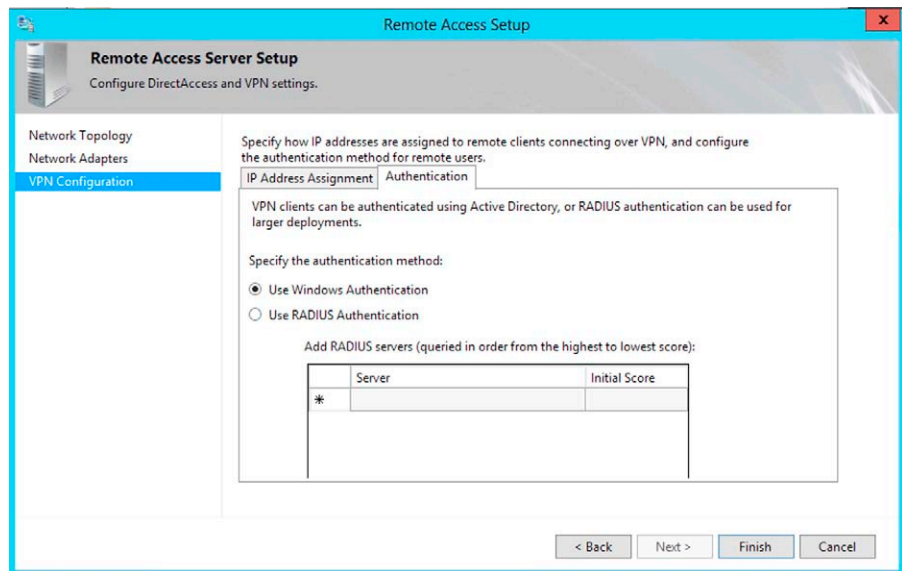 Remote Access Setup
x
Remote Access Server Setup
Configure DirectAccess and VPN settings.
Network Topology
Network Adapters
VPN Configuration
Specify how IP addresses are assigned to remote clients connecting over VPN, and configure
the authentication method for remote users.
IP Address Assignment Authentication
VPN clients can be authenticated using Active Directory, or RADIUS authentication can be used for
larger deployments.
Specify the authentication method:
Use Windows Authentication
Use RADIUS Authentication
Add RADIUS servers (queried in order from the highest to lowest score):
Server Initial Score
*
< Back Next > Finish Cancel